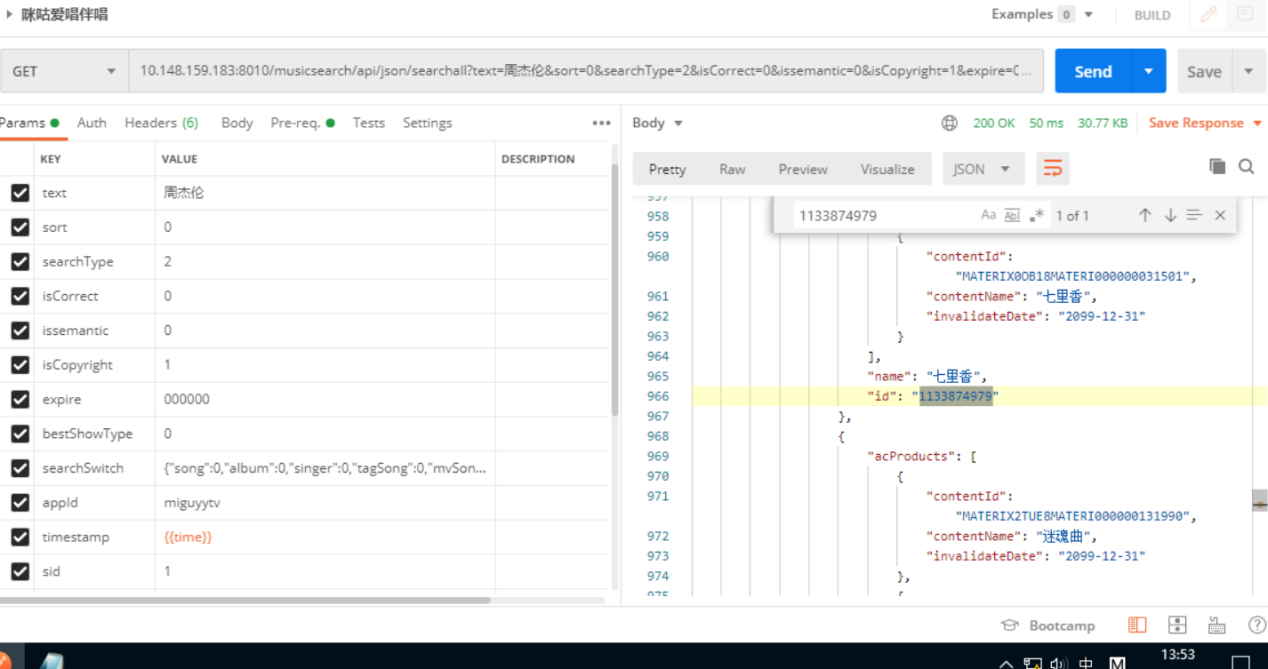 咪咕爱唱伴唱
Examples 0
BUILD
GET
10.148.159.183:8010/musicsearch/api/json/searchall?text=周杰伦&sort=0&searchType=2&isCorrect=0&issemantic=0&isCopyright=1&expire=0...
Send
Save
Params Auth Headers (6) Body Pre-req. Tests Settings
Body
200 OK 50 ms 30.77 KB Save Response
KEY VALUE DESCRIPTION
Pretty Raw Preview Visualize JSON
text 周杰伦
sort 0
searchType 2
isCorrect 0
issemantic 0
isCopyright 1
expire 000000
bestShowType 0
searchSwitch {"song":0,"album":0,"singer":0,"tagSong":0,"mvSon...
appId miguyytv
timestamp {{time}}
sid 1
957
1133874979 Aa Abl .* 1 of 1
958
959 {
960 "contentId":
"MATERIX0OB18MATERI000000031501",
961 "contentName": "七里香",
962 "invalidateDate": "2099-12-31"
963 }
964 ],
965 "name": "七里香",
966 "id": "1133874979"
967 },
968 {
969 "acProducts": [
970 {
971 "contentId":
"MATERIX2TUE8MATERI000000131990",
972 "contentName": "迷魂曲",
973 "invalidateDate": "2099-12-31"
974 },
975 {
Bootcamp
中 M 13:53